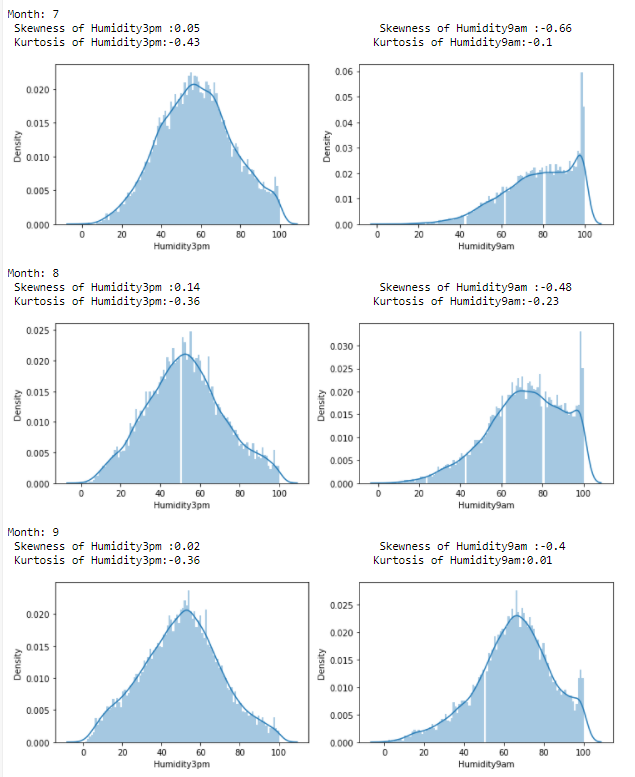 Month: 7
Skewness of Humidity3pm :0.05 Skewness of Humidity9am :-0.66
Kurtosis of Humidity3pm:-0.43 Kurtosis of Humidity9am:-0.1
0.020
0.015
0.010
0.005
0.000
Density
0 20 40 60 80 100
Humidity3pm
0.06
0.05
0.04
0.03
0.02
0.01
0.00
Density
0 20 40 60 80 100
Humidity9am
Month: 8
Skewness of Humidity3pm :0.14 Skewness of Humidity9am :-0.48
Kurtosis of Humidity3pm:-0.36 Kurtosis of Humidity9am:-0.23
0.025
0.020
0.015
0.010
0.005
0.000
Density
0 20 40 60 80 100
Humidity3pm
0.030
0.025
0.020
0.015
0.010
0.005
0.000
Density
0 20 40 60 80 100
Humidity9am
Month: 9
Skewness of Humidity3pm :0.02 Skewness of Humidity9am :-0.4
Kurtosis of Humidity3pm:-0.36 Kurtosis of Humidity9am:0.01
0.020
0.015
0.010
0.005
0.000
Density
0 20 40 60 80 100
Humidity3pm
0.025
0.020
0.015
0.010
0.005
0.000
Density
60 0 20 40 60 80 100
Humidity9am